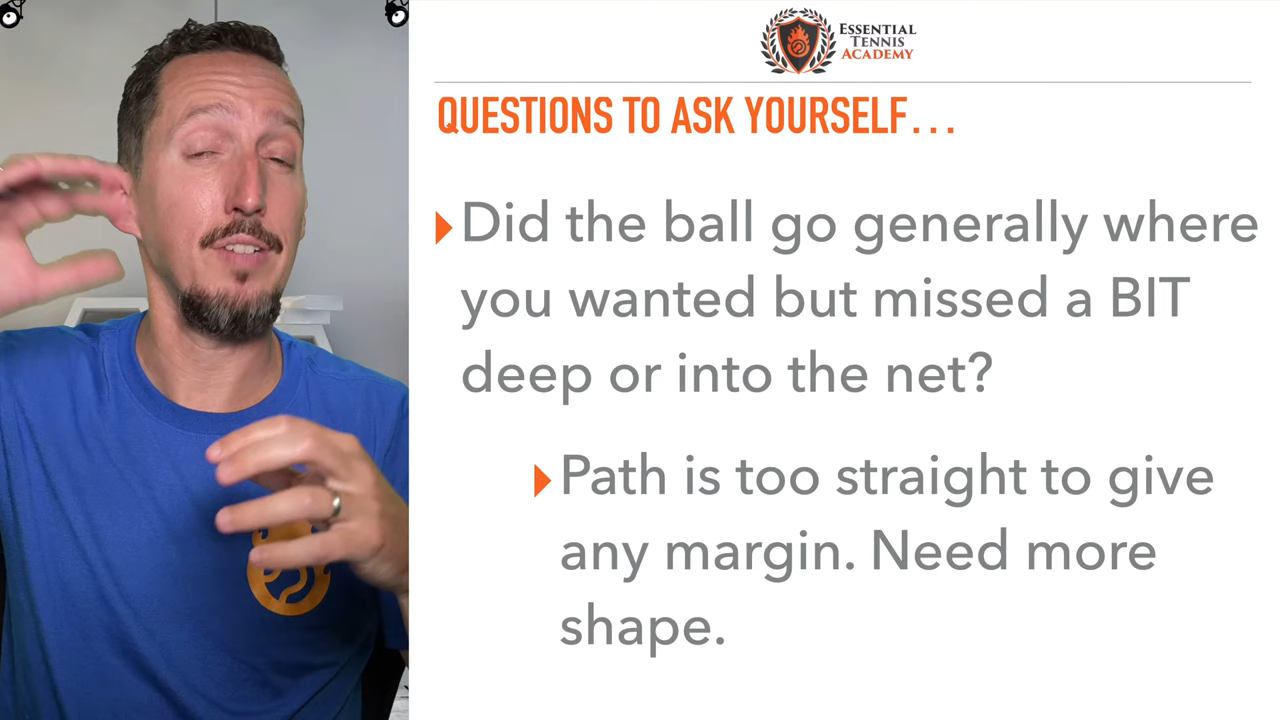 ESSENTIAL
TENNIS
ACADEMY
QUESTIONS TO ASK YOURSELF...
Did the ball go generally where
you wanted but missed a BIT
deep or into the net?
Path is too straight to give
any margin. Need more
shape.